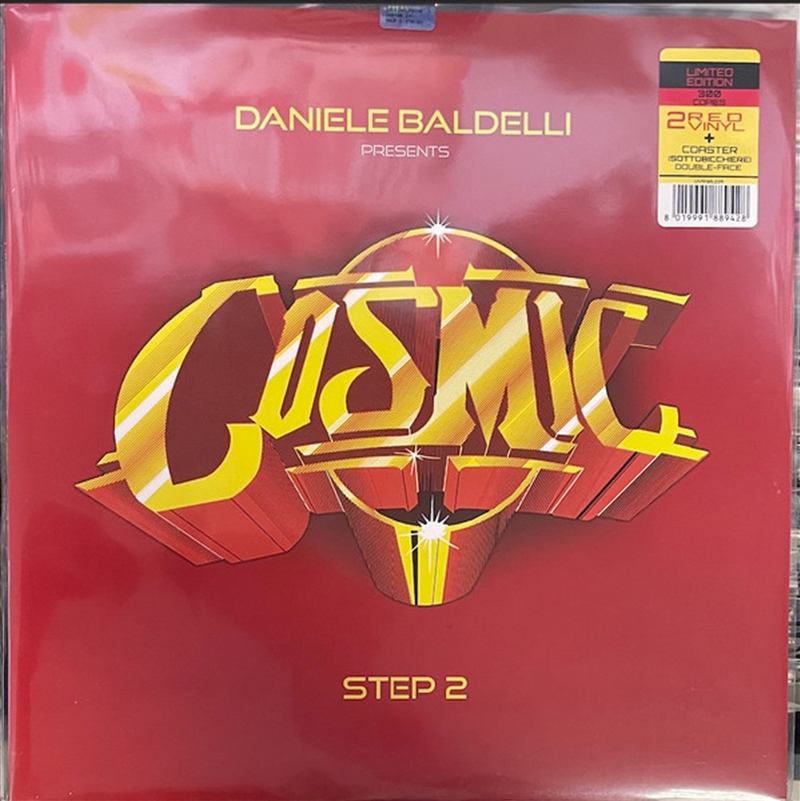 DANIELE BALDELLI
PRESENTS
LIMITED
EDITION
300
COPIES
2 RED
VINYL
+
COASTER
(SOTTOBICCHIERE)
DOUBLE-FACE
8 019991 889428
COSMIC
STEP 2